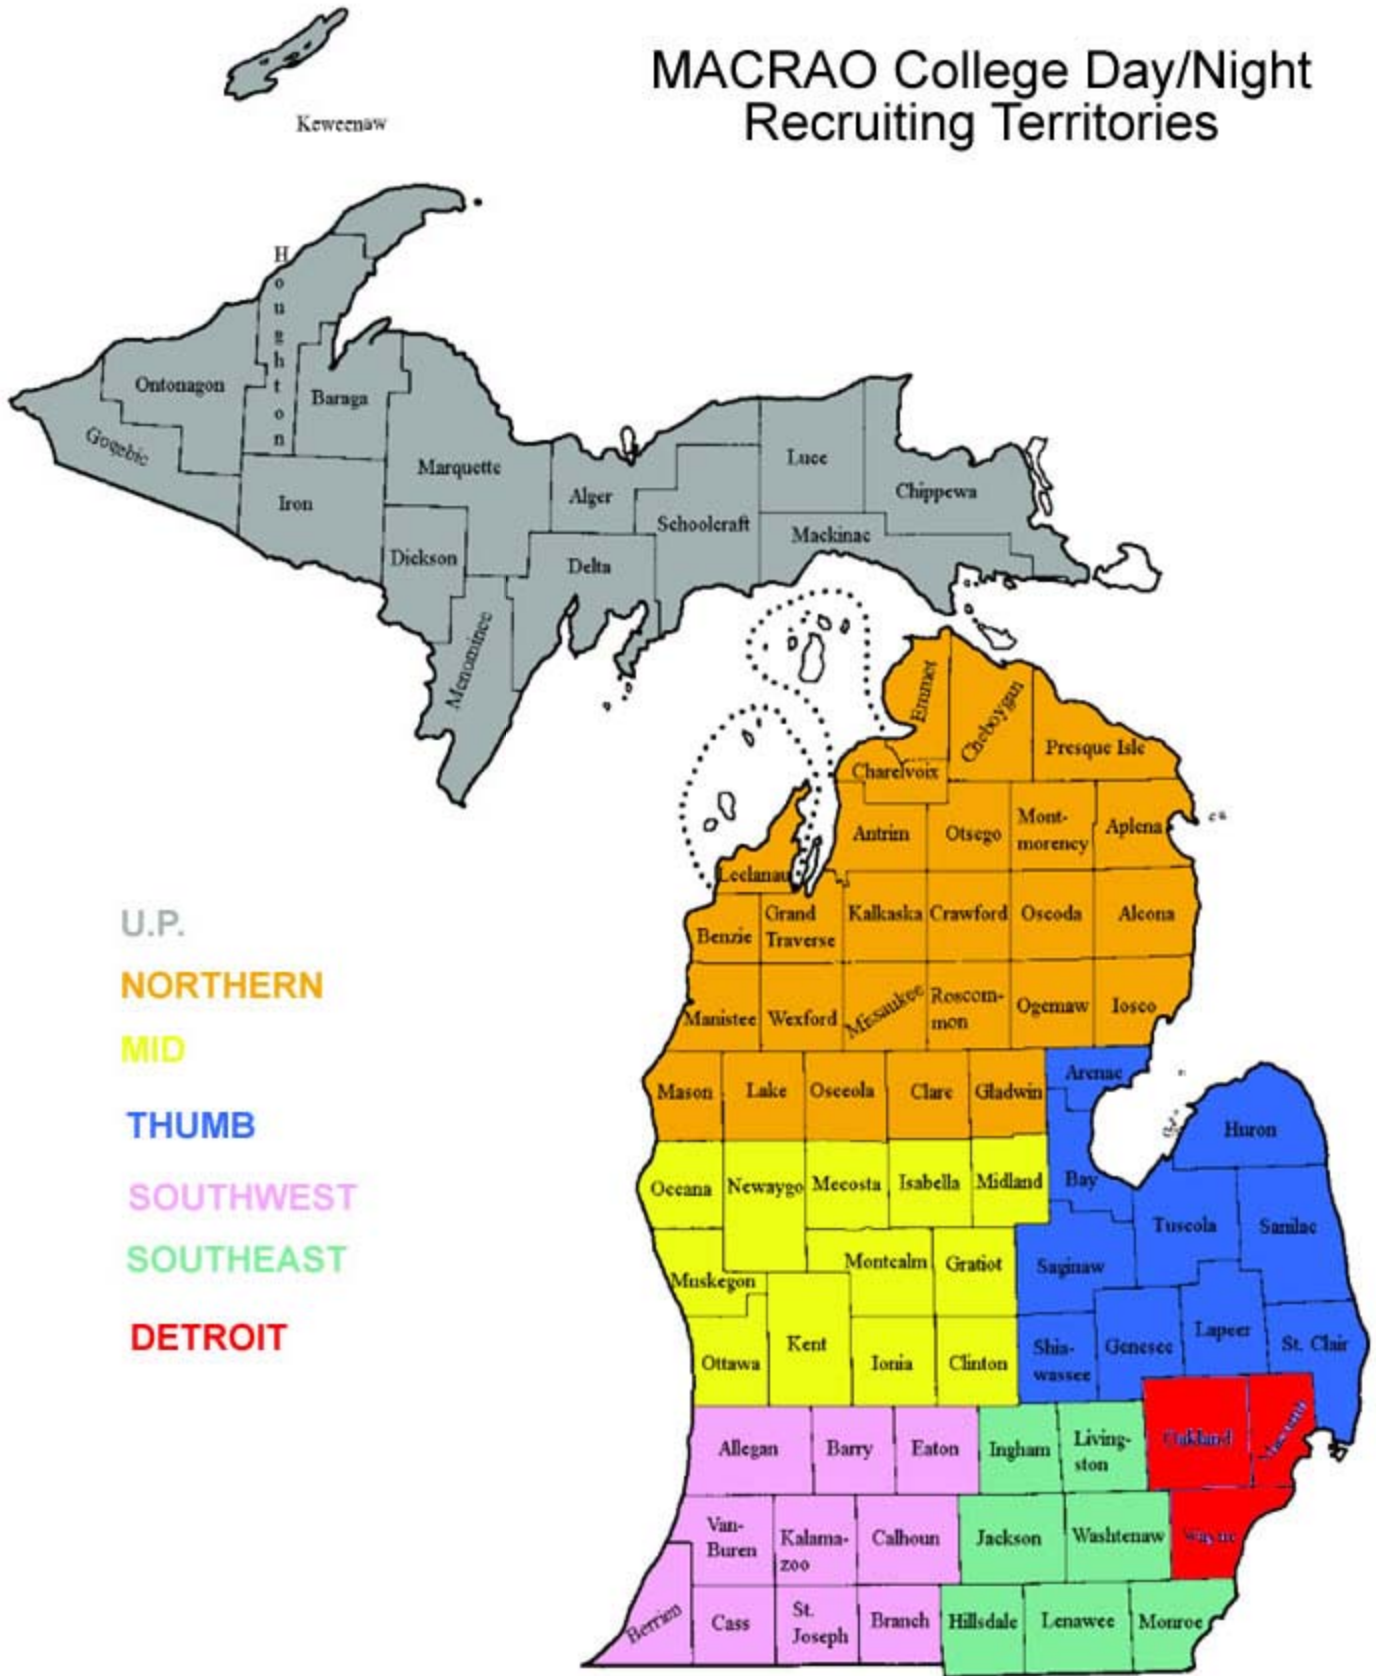 MACRAO College Day/Night
Recruiting Territories
Keweenaw
Houghton
Ontonagon
Baraga
Gogebic
Marquette
Luce
Iron
Alger
Chippewa
Schoolcraft
Mackinac
Dickson
Delta
Menominee
Emmet
Cheboygan
Presque Isle
Charelvoix
Antrim
Otsego
Mont-
morency
Aplena
Leelanau
Benzie
Grand
Traverse
Kalkaska
Crawford
Oscoda
Alcona
Manistee
Wexford
Missaukee
Roscom-
mon
Ogemaw
Iosco
Mason
Lake
Osceola
Clare
Gladwin
Arenac
Huron
Oceana
Newaygo
Mecosta
Isabella
Midland
Bay
Tuscola
Sanilac
Muskegon
Montcalm
Gratiot
Saginaw
Ottawa
Kent
Ionia
Clinton
Shia-
wassee
Genesee
Lapeer
St. Clair
Allegan
Barry
Eaton
Ingham
Living-
ston
Oakland
Macomb
Van-
Buren
Kalama-
zoo
Calhoun
Jackson
Washtenaw
Wayne
Berrien
Cass
St.
Joseph
Branch
Hillsdale
Lenawee
Monroe
U.P.
NORTHERN
MID
THUMB
SOUTHWEST
SOUTHEAST
DETROIT